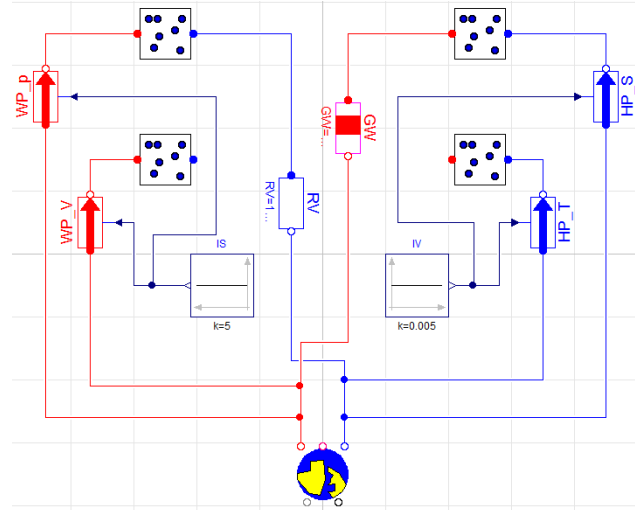 WP_p
GW
GW=...
HP_S
WP_V
RV
RV=1...
HP_T
IS
IV
k=5
k=0.005